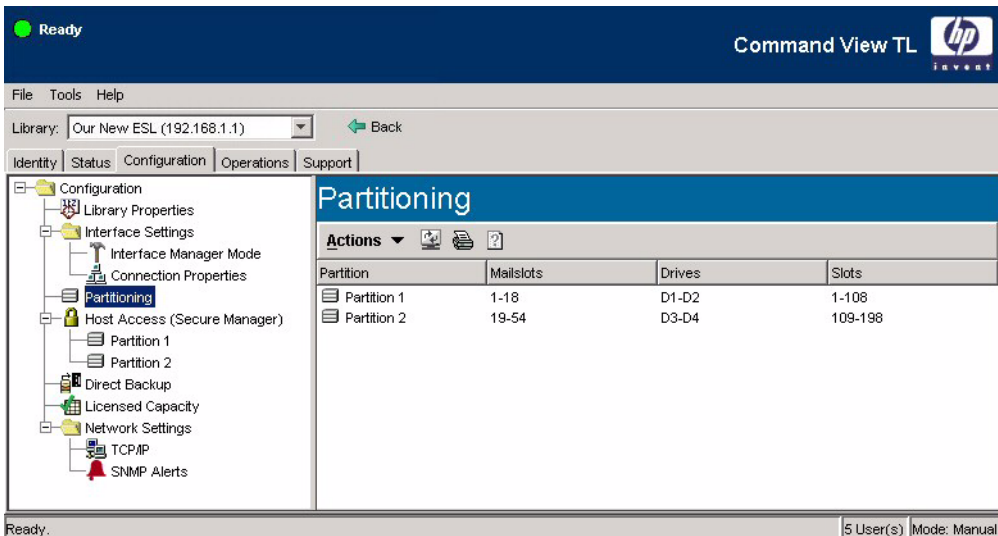 Ready
Command View TL
hp
invent
File Tools Help
Library: Our New ESL (192.168.1.1) Back
Identity Status Configuration Operations Support
Configuration
Library Properties
Interface Settings
Interface Manager Mode
Connection Properties
Partitioning
Host Access (Secure Manager)
Partition 1
Partition 2
Direct Backup
Licensed Capacity
Network Settings
TCP/IP
SNMP Alerts
Partitioning
Actions
Partition Mailslots Drives Slots
Partition 1 1-18 D1-D2 1-108
Partition 2 19-54 D3-D4 109-198
Ready. 5 User(s) Mode: Manual